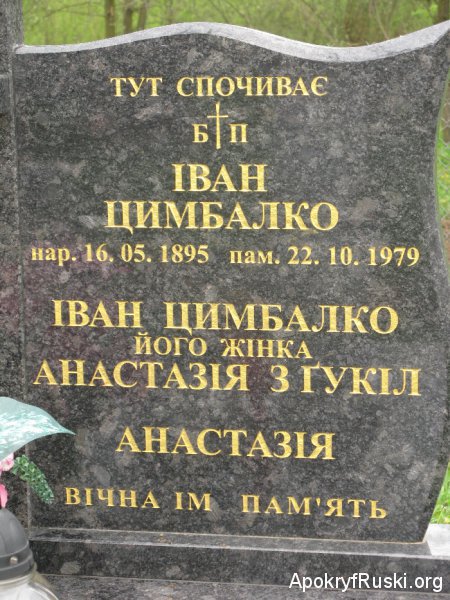 ТУТ СПОЧИВАЄ
Б П
ІВАН
ЦИМБАЛКО
нар. 16. 05. 1895 пам. 22. 10. 1979
ІВАН ЦИМБАЛКО
ЙОГО ЖІНКА
АНАСТАЗІЯ З ҐУКІЛ
АНАСТАЗІЯ
ВІЧНА ІМ ПАМ'ЯТЬ
ApokryfRuski.org